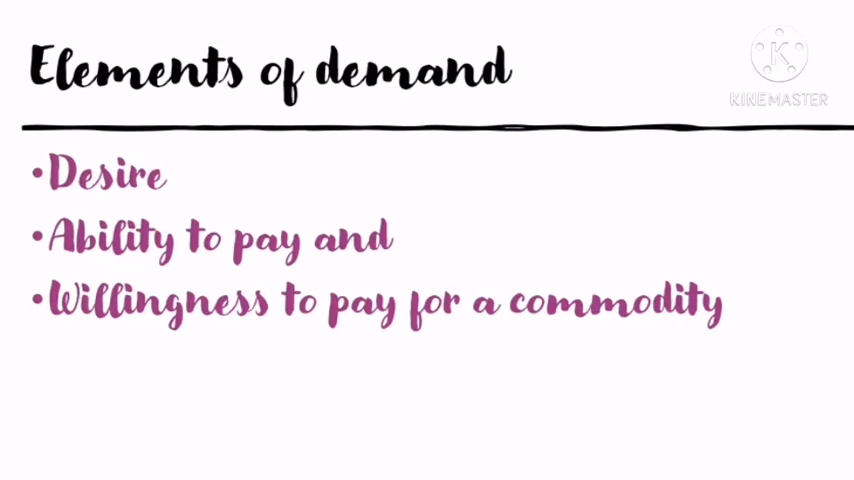 Elements of demand
K
KINEMASTER
•Desire
•Ability to pay and
•Willingness to pay for a commodity